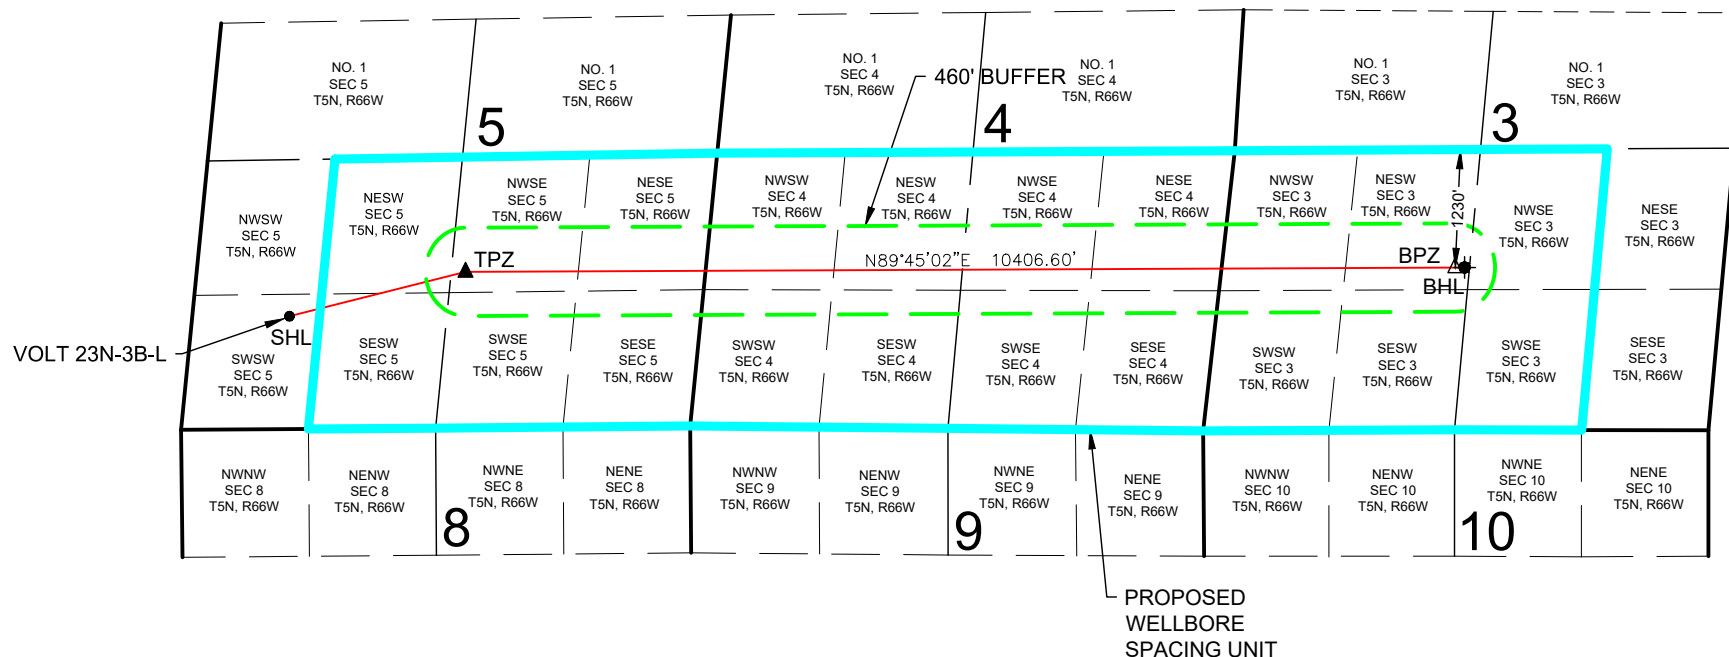 NO. 1
SEC 5
T5N, R66W
NO. 1
SEC 5
T5N, R66W
NO. 1
SEC 4
T5N, R66W
NO. 1
SEC 4
T5N, R66W
NO. 1
SEC 3
T5N, R66W
NO. 1
SEC 3
T5N, R66W
460' BUFFER
5
4
3
NWSW
SEC 5
T5N, R66W
NESW
SEC 5
T5N, R66W
NWSE
SEC 5
T5N, R66W
NESE
SEC 5
T5N, R66W
NWSW
SEC 4
T5N, R66W
NESW
SEC 4
T5N, R66W
NWSE
SEC 4
T5N, R66W
NESE
SEC 4
T5N, R66W
NWSW
SEC 3
T5N, R66W
NESW
SEC 3
T5N, R66W
1230'
NWSE
SEC 3
T5N, R66W
NESE
SEC 3
T5N, R66W
TPZ
N89°45'02"E 10406.60'
BPZ
BHL
SHL
VOLT 23N-3B-L
SWSW
SEC 5
T5N, R66W
SESW
SEC 5
T5N, R66W
SWSE
SEC 5
T5N, R66W
SESE
SEC 5
T5N, R66W
SWSW
SEC 4
T5N, R66W
SESW
SEC 4
T5N, R66W
SWSE
SEC 4
T5N, R66W
SESE
SEC 4
T5N, R66W
SWSW
SEC 3
T5N, R66W
SESW
SEC 3
T5N, R66W
SWSE
SEC 3
T5N, R66W
SESE
SEC 3
T5N, R66W
NWNW
SEC 8
T5N, R66W
NENW
SEC 8
T5N, R66W
NWNE
SEC 8
T5N, R66W
NENE
SEC 8
T5N, R66W
NWNW
SEC 9
T5N, R66W
NENW
SEC 9
T5N, R66W
NWNE
SEC 9
T5N, R66W
NENE
SEC 9
T5N, R66W
NWNW
SEC 10
T5N, R66W
NENW
SEC 10
T5N, R66W
NWNE
SEC 10
T5N, R66W
NENE
SEC 10
T5N, R66W
8
9
10
PROPOSED
WELLBORE
SPACING UNIT